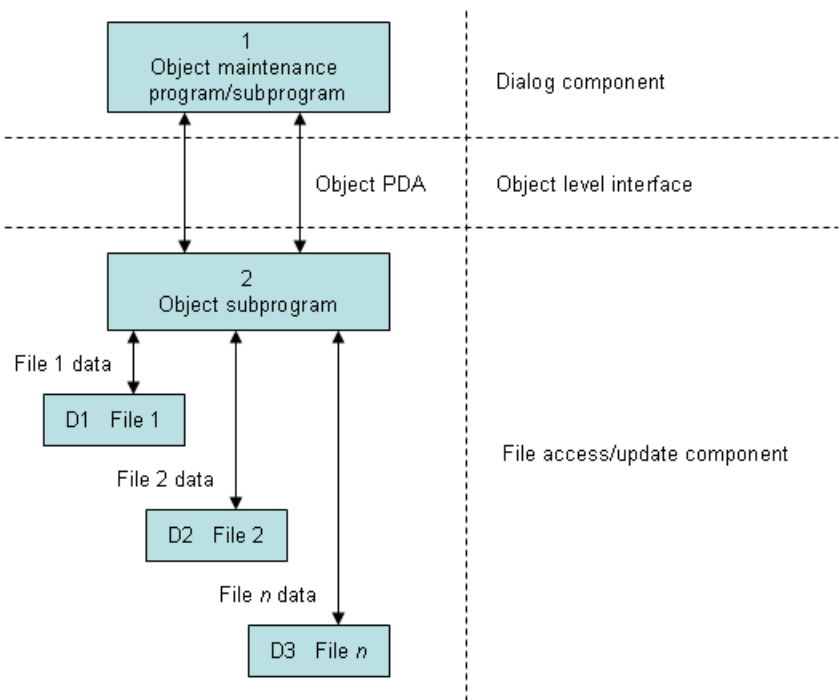 1
Object maintenance
program/subprogram
Dialog component
Object PDA
Object level interface
2
Object subprogram
File 1 data
D1 File 1
File access/update component
File 2 data
D2 File 2
File n data
D3 File n